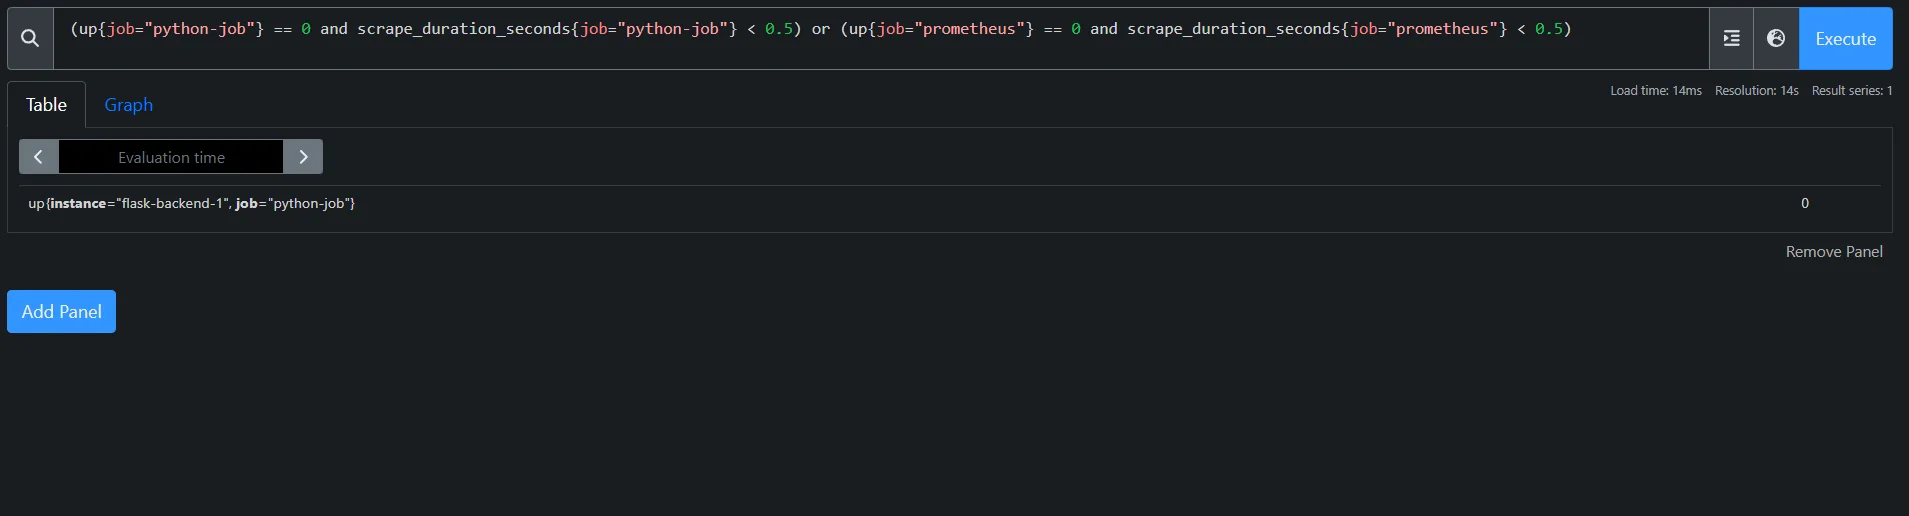 (up{job="python-job"} == 0 and scrape_duration_seconds{job="python-job"} < 0.5) or (up{job="prometheus"} == 0 and scrape_duration_seconds{job="prometheus"} < 0.5)
Execute
Table
Graph
Load time: 14ms Resolution: 14s Result series: 1
Evaluation time
up{instance="flask-backend-1", job="python-job"} 0
Remove Panel
Add Panel